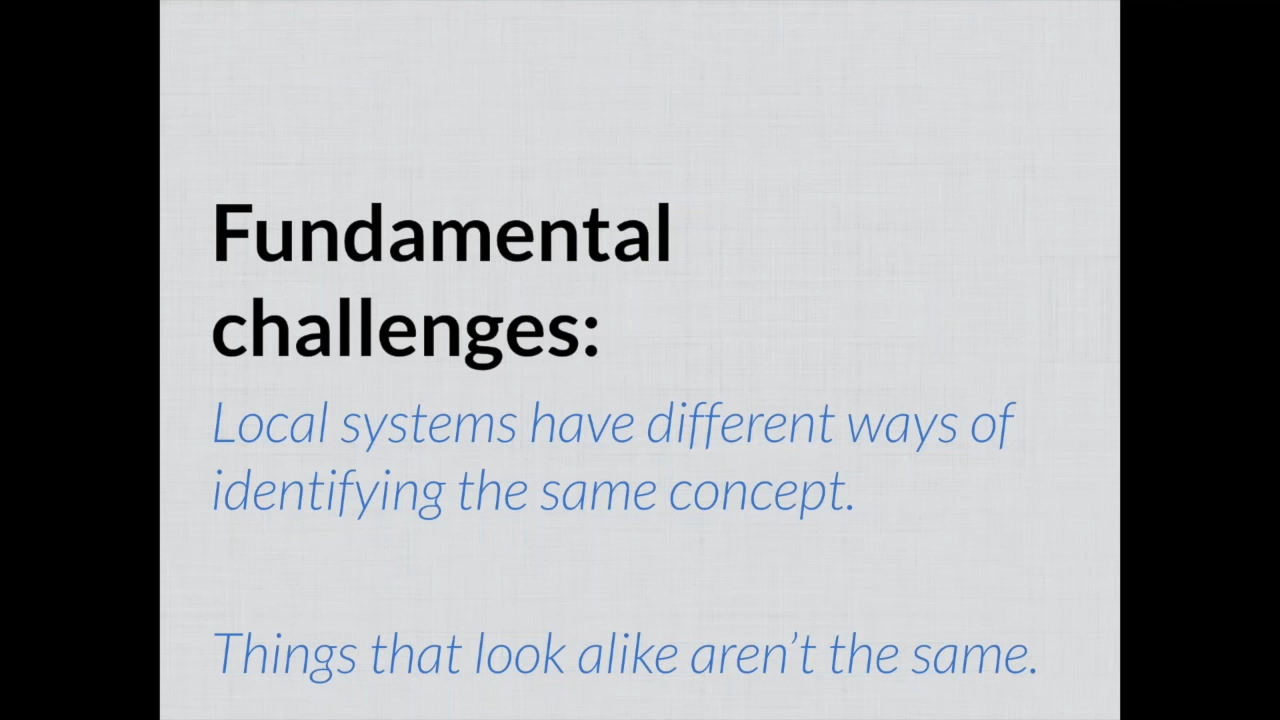 Fundamental
challenges:
Local systems have different ways of
identifying the same concept.
Things that look alike aren’t the same.